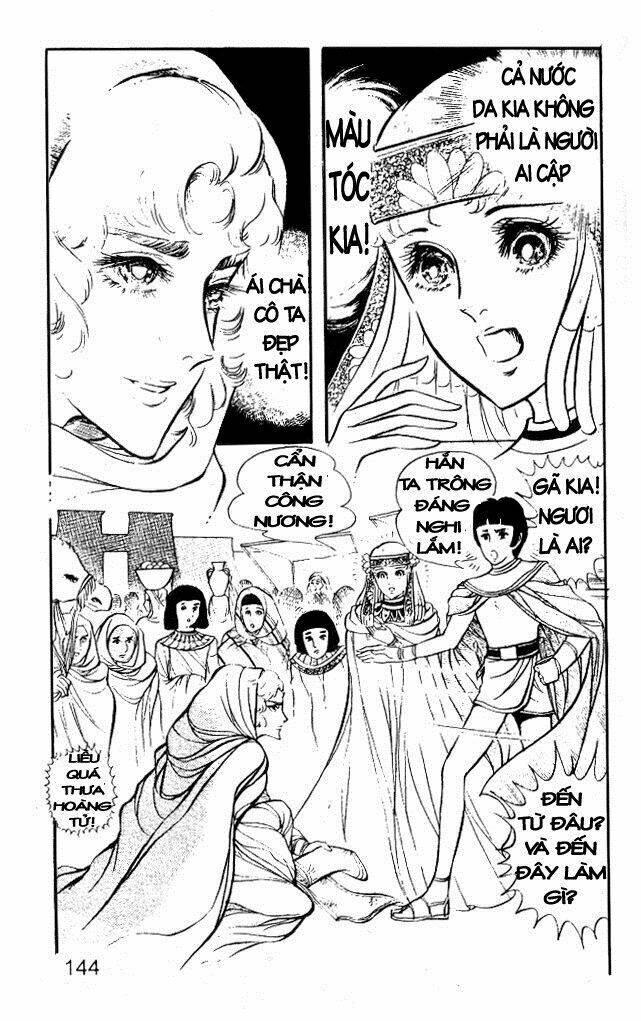 ÁI CHÀ
CÔ TA
ĐẸP
THẬT!
MÀU
TÓC
KIA!
CẢ NƯỚC
DA KIA KHÔNG
PHẢI LÀ NGƯỜI
AI CẬP
CẨN
THẬN
CÔNG
NƯƠNG!
HẮN
TA TRÔNG
ĐÁNG
NGHI
LẮM!
GÃ KIA!
NGƯƠI
LÀ AI?
LIỀU
QUÁ
THƯA
HOÀNG
TỬ!
ĐẾN
TỪ ĐÂU?
VÀ ĐẾN
ĐÂY LÀM
GÌ?
144